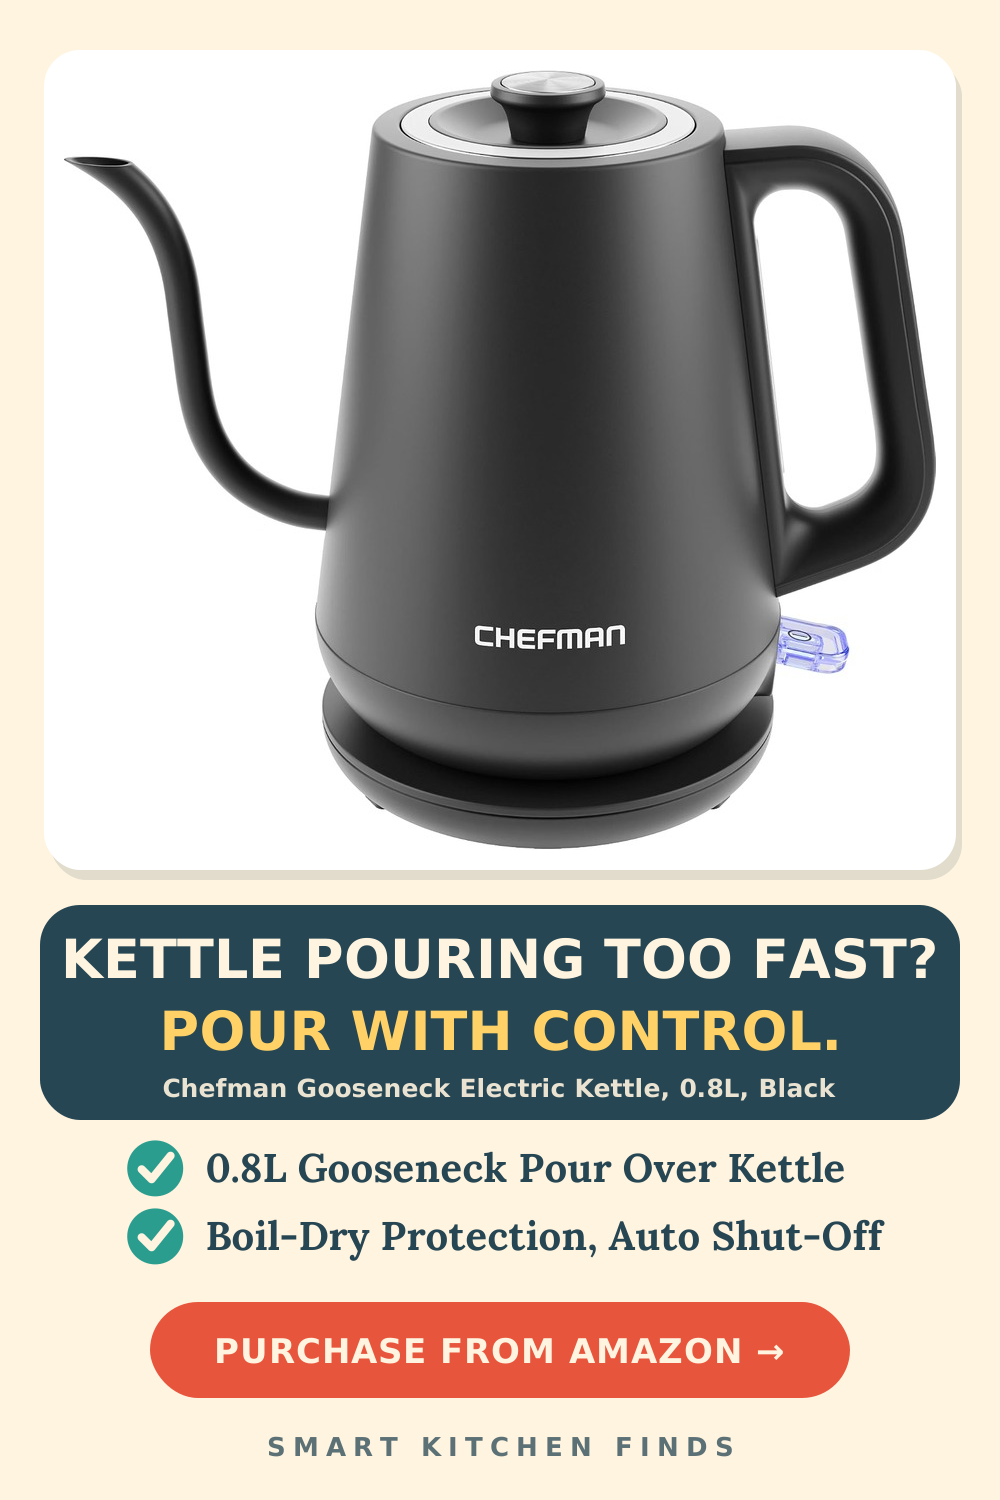 CHEFMAN
KETTLE POURING TOO FAST?
POUR WITH CONTROL.
Chefman Gooseneck Electric Kettle, 0.8L, Black
0.8L Gooseneck Pour Over Kettle
Boil-Dry Protection, Auto Shut-Off
PURCHASE FROM AMAZON →
SMART KITCHEN FINDS